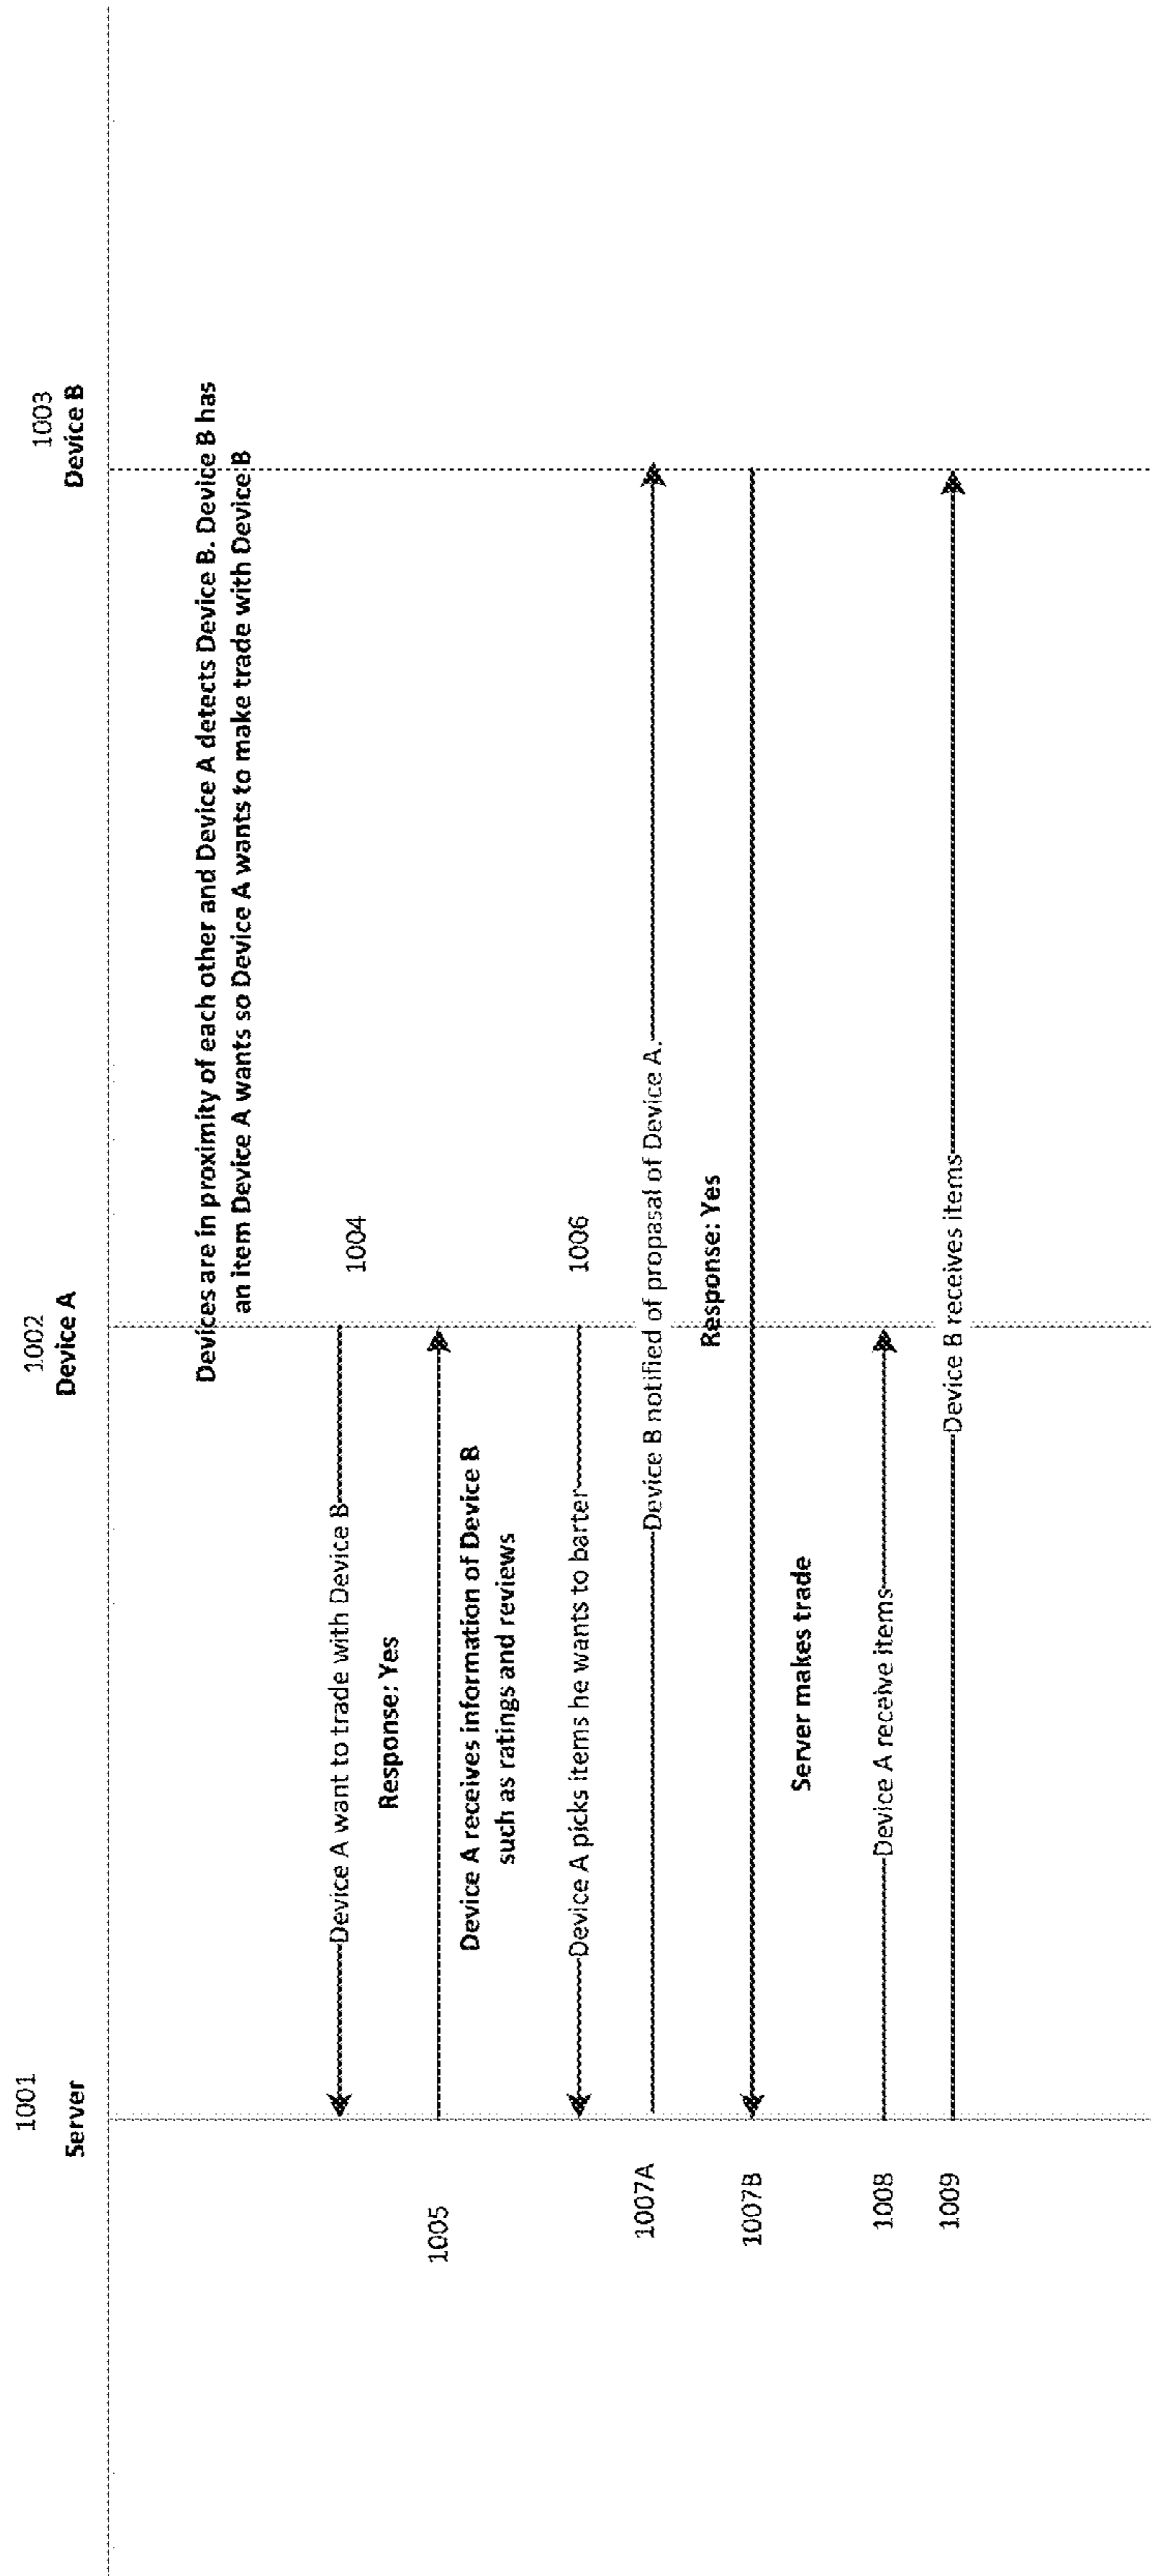 1001
Server
1002
Device A
1003
Device B
Devices are in proximity of each other and Device A detects Device B. Device B has
an item Device A wants so Device A wants to make trade with Device B
Device A want to trade with Device B
1004
Response: Yes
1005
Device A receives information of Device B
such as ratings and reviews
Device A picks items he wants to barter
1006
1007A
Device B notified of propasal of Device A.
Response: Yes
1007B
Server makes trade
1008
Device A receive items
1009
Device B receives items